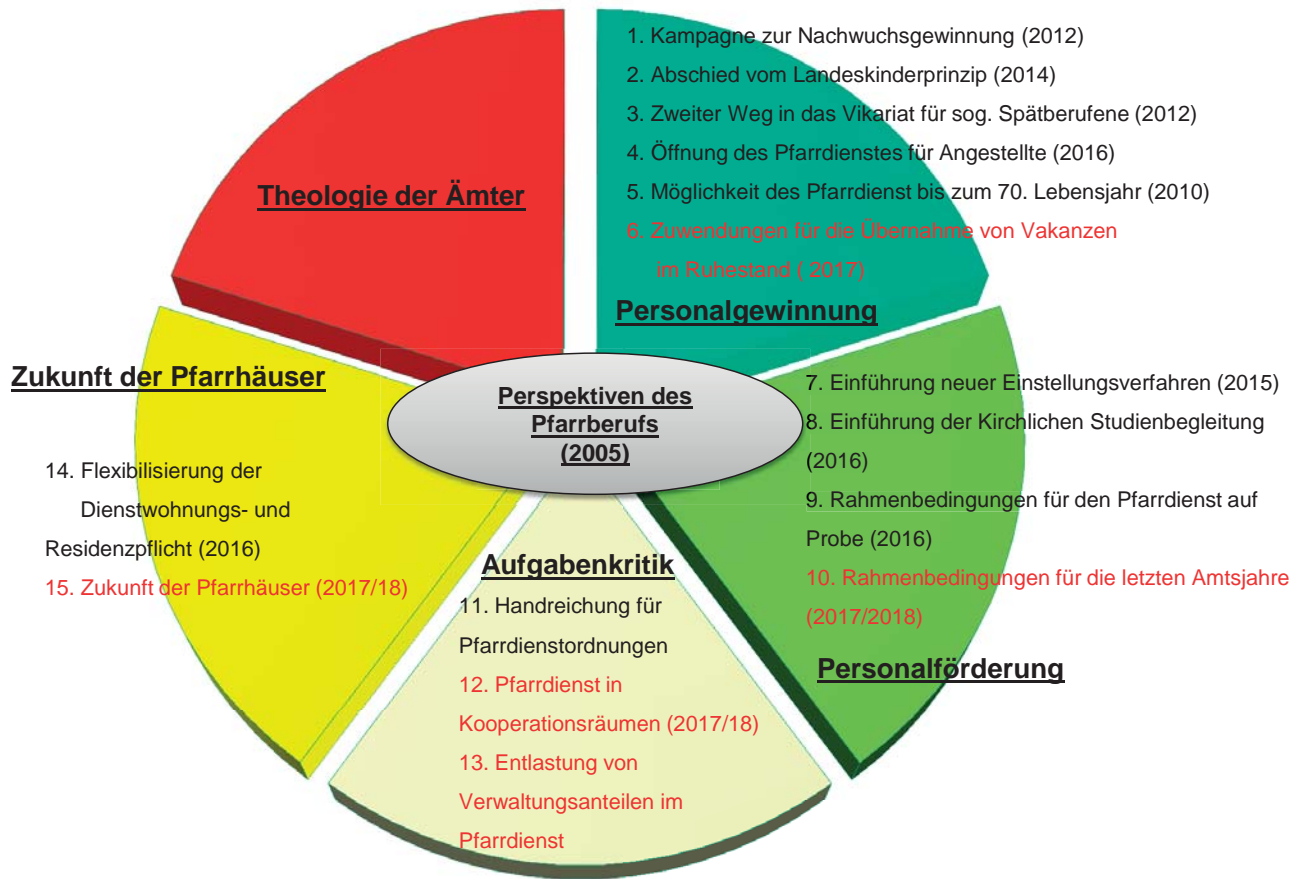 1. Kampagne zur Nachwuchsgewinnung (2012)
2. Abschied vom Landeskinderprinzip (2014)
3. Zweiter Weg in das Vikariat für sog. Spätberufene (2012)
4. Öffnung des Pfarrdienstes für Angestellte (2016)
5. Möglichkeit des Pfarrdienst bis zum 70. Lebensjahr (2010)
6. Zuwendungen für die Übernahme von Vakanzen
im Ruhestand ( 2017)
Personalgewinnung
Theologie der Ämter
Zukunft der Pfarrhäuser
14. Flexibilisierung der
Dienstwohnungs- und
Residenzpflicht (2016)
15. Zukunft der Pfarrhäuser (2017/18)
Perspektiven des
Pfarrberufs
(2005)
7. Einführung neuer Einstellungsverfahren (2015)
8. Einführung der Kirchlichen Studienbegleitung
(2016)
9. Rahmenbedingungen für den Pfarrdienst auf
Probe (2016)
10. Rahmenbedingungen für die letzten Amtsjahre
(2017/2018)
Personalförderung
Aufgabenkritik
11. Handreichung für
Pfarrdienstordnungen
12. Pfarrdienst in
Kooperationsräumen (2017/18)
13. Entlastung von
Verwaltungsanteilen im
Pfarrdienst